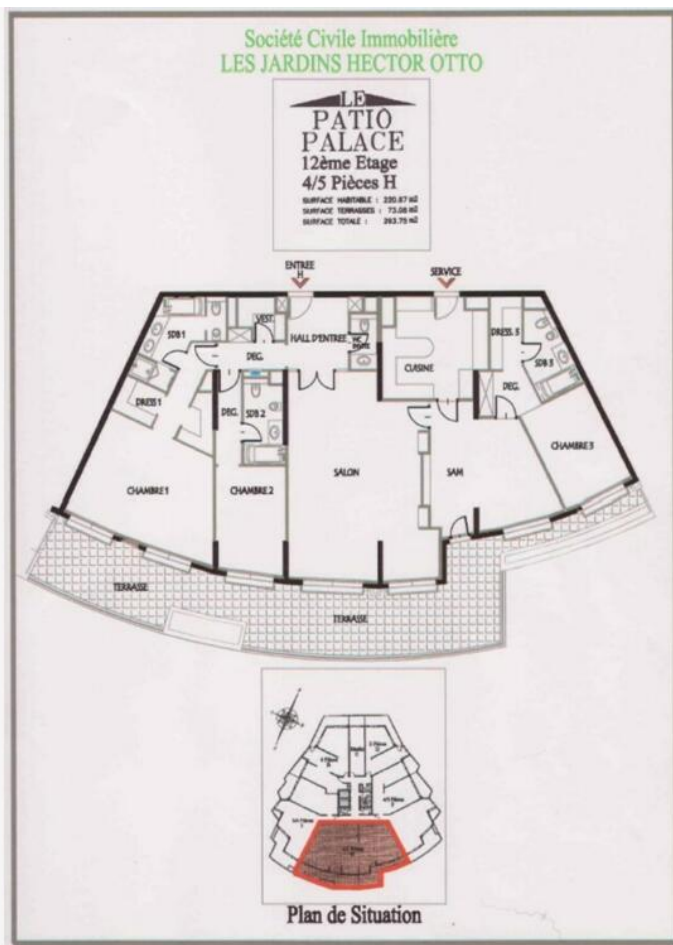 Société Civile Immobilière
LES JARDINS HECTOR OTTO
LE
PATIO
PALACE
12ème Etage
4/5 Pièces H
SURFACE HABITABLE : 220.67 m2
SURFACE TERRASSES : 73.08 m2
SURFACE TOTALE : 293.75 m2
ENTREE
H
SERVICE
SDB 1
VEST.
HALL D'ENTREE
WC
CUISINE
DRESS. 3
SDB 3
DEG.
DEG.
DRESS 1
DEG.
SDB 2
CHAMBRE 1
CHAMBRE 2
SALON
SAM
CHAMBRE 3
TERRASSE
TERRASSE
Plan de Situation